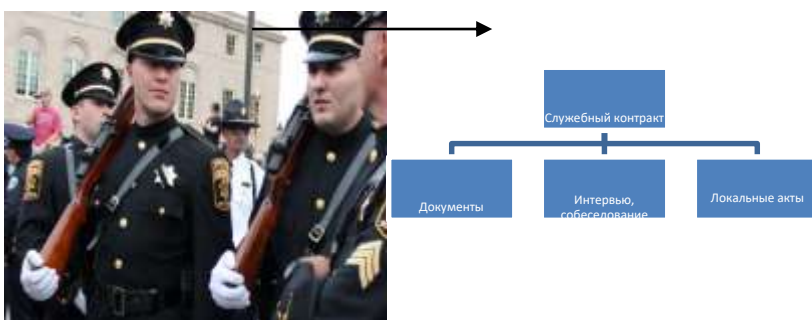 Служебный контракт
Документы
Интервью,
собеседование
Локальные акты